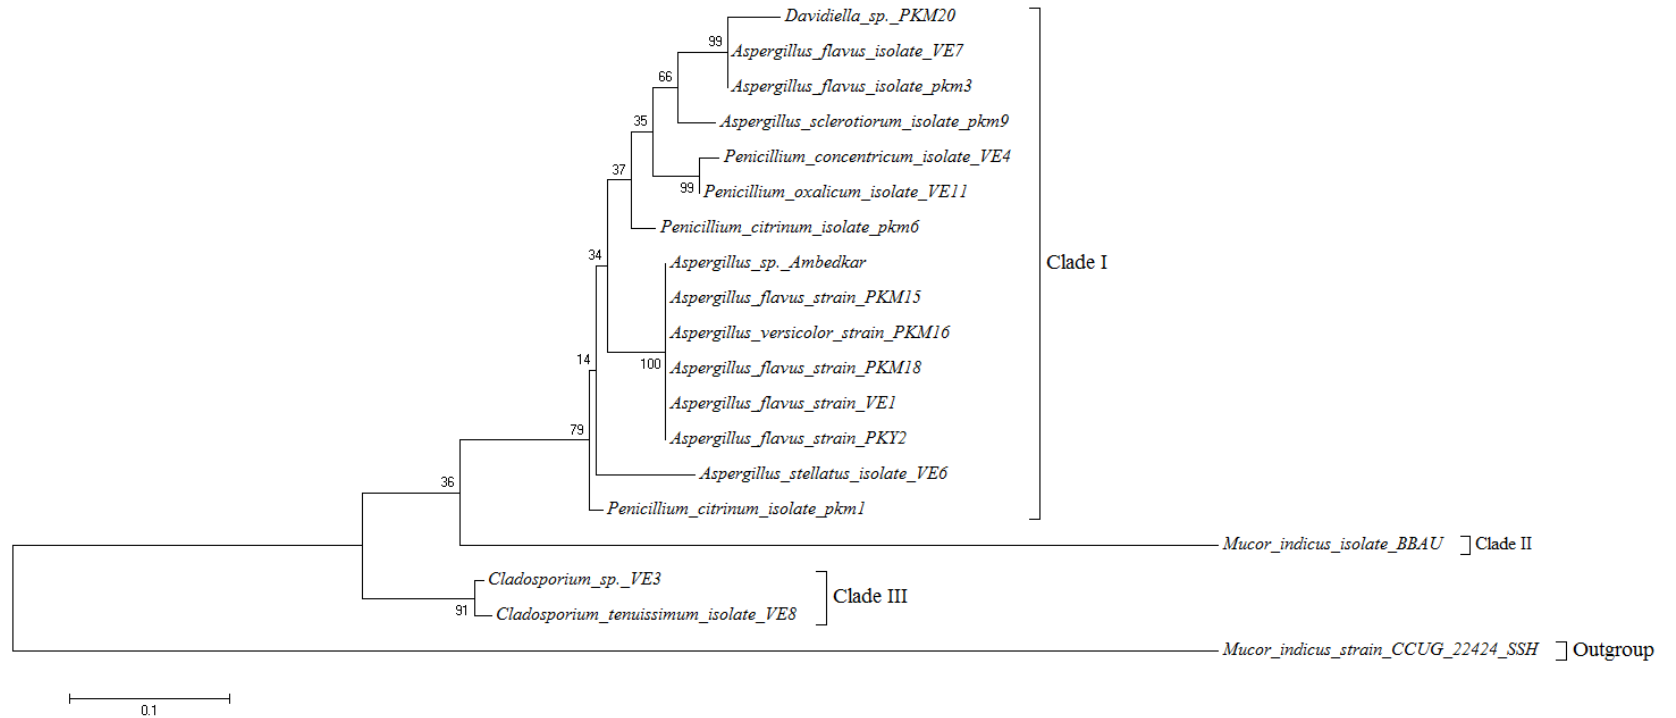 Davidiella_sp._PKM20
99
Aspergillus_flavus_isolate_VE7
66
Aspergillus_flavus_isolate_pkm3
35
Aspergillus_sclerotiorum_isolate_pkm9
Penicillium_concentricum_isolate_VE4
37
99
Penicillium_oxalicum_isolate_VE11
Penicillium_citrinum_isolate_pkm6
34
Aspergillus_sp._Ambedkar
Clade I
Aspergillus_flavus_strain_PKM15
Aspergillus_versicolor_strain_PKM16
14
100
Aspergillus_flavus_strain_PKM18
Aspergillus_flavus_strain_VE1
79
Aspergillus_flavus_strain_PKY2
Aspergillus_stellatus_isolate_VE6
36
Penicillium_citrinum_isolate_pkm1
Mucor_indicus_isolate_BBAU
Clade II
Cladosporium_sp._VE3
Clade III
91
Cladosporium_tenuissimum_isolate_VE8
Mucor_indicus_strain_CCUG_22424_SSH
Outgroup
0.1